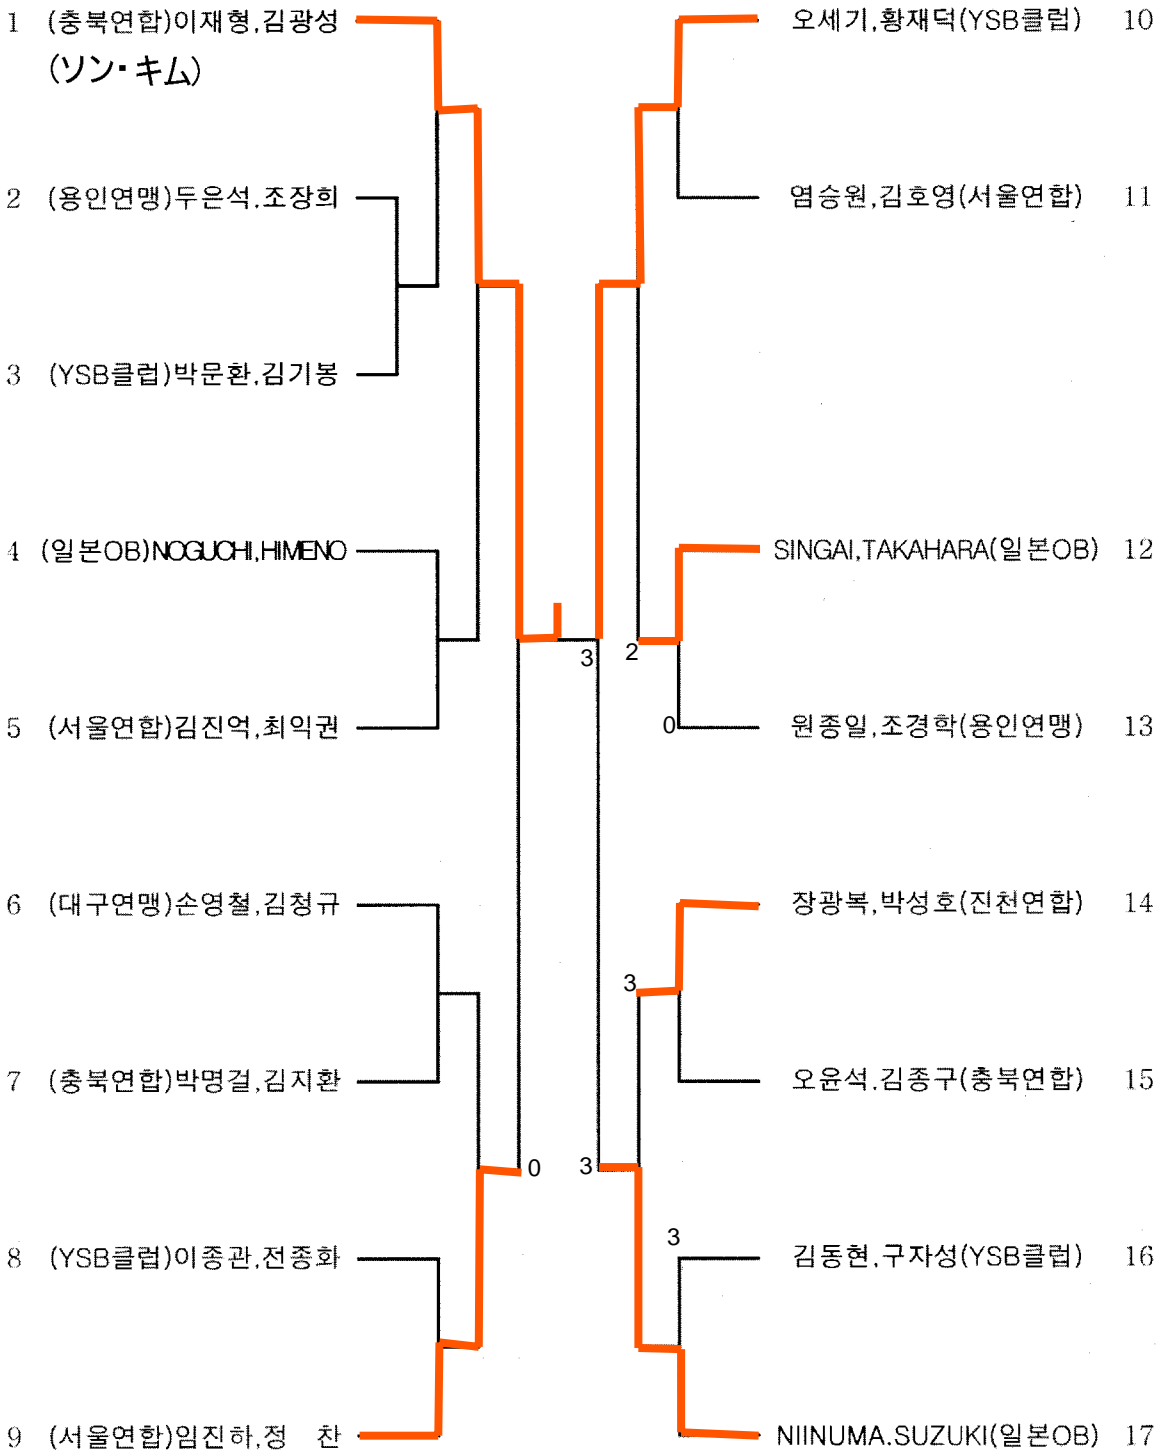 1 (충북연합)이재형,김광성
(ソン・キム)
2 (용인연맹)두은석,조장희
3 (YSB클럽)박문환,김기봉
4 (일본OB)NOGUCHI,HIMENO
5 (서울연합)김진억,최익권
6 (대구연맹)손영철,김청규
7 (충북연합)박명걸,김지환
8 (YSB클럽)이종관,전종화
9 (서울연합)임진하,정 찬
0
3
3
오세기,황재덕(YSB클럽) 10
염승원,김호영(서울연합) 11
SINGAI,TAKAHARA(일본OB) 12
2
0
원종일,조경학(용인연맹) 13
장광복,박성호(진천연합) 14
3
오윤석,김종구(충북연합) 15
3
김동현,구자성(YSB클럽) 16
NIINUMA.SUZUKI(일본OB) 17